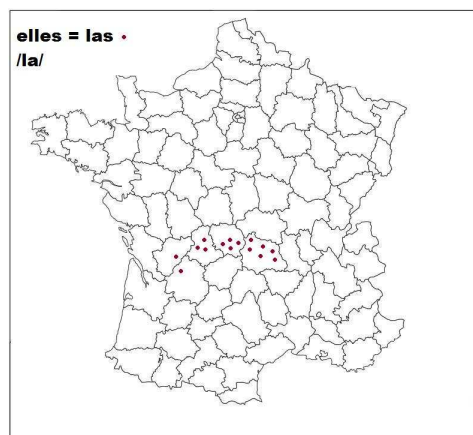 elles = las
/la/